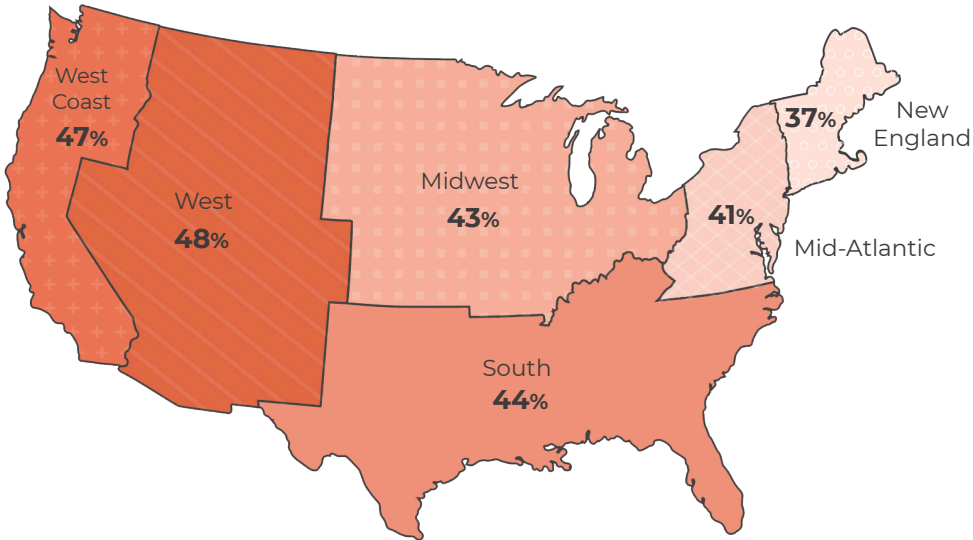 West
Coast
47%
West
48%
Midwest
43%
South
44%
41%
Mid-Atlantic
37%
New
England